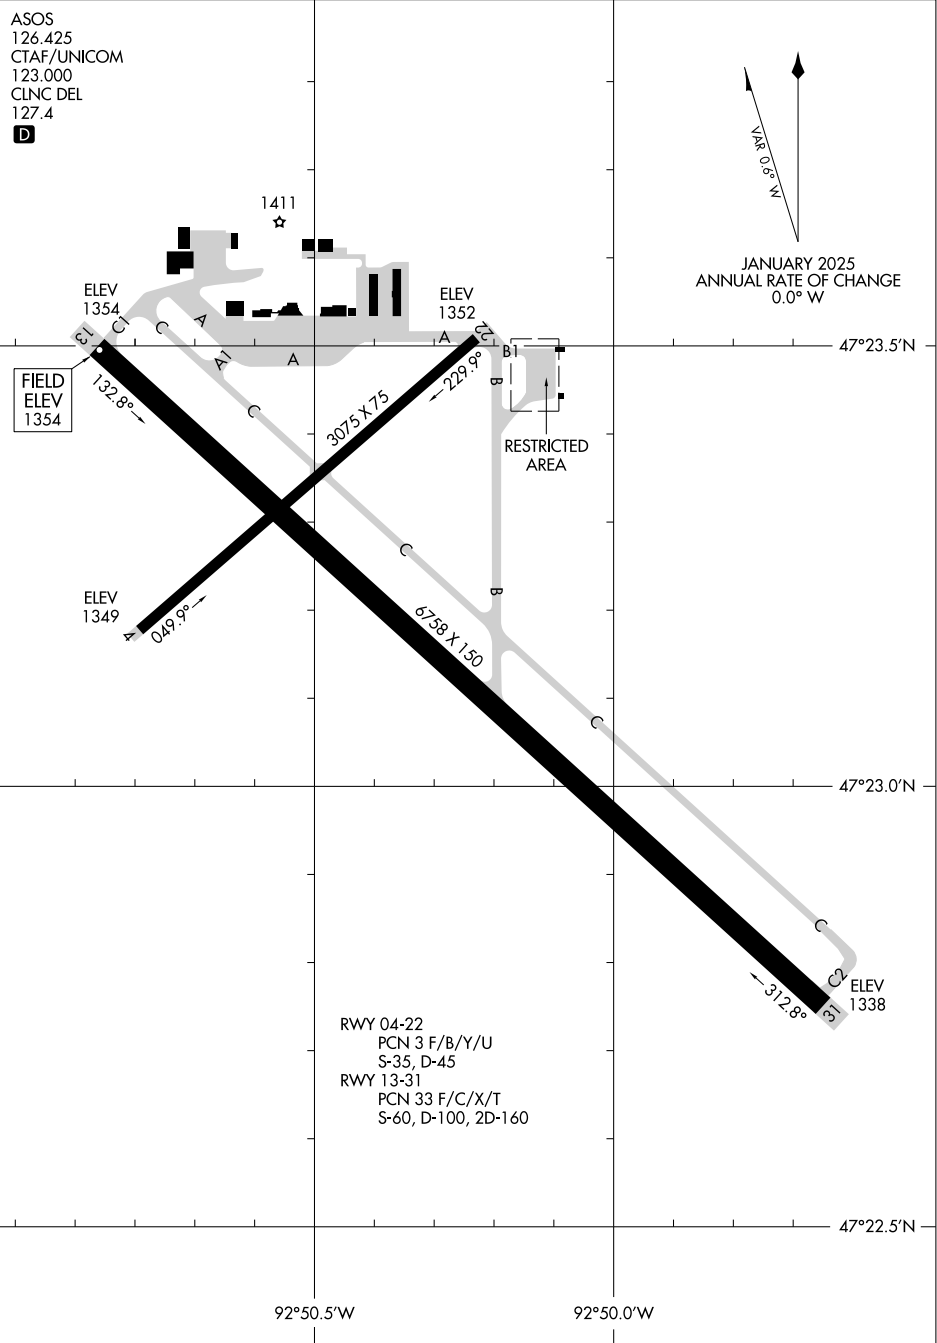 ASOS
126.425
CTAF/UNICOM
123.000
CLNC DEL
127.4
D
VAR 0.6° W
JANUARY 2025
ANNUAL RATE OF CHANGE
0.0° W
1411
ELEV
1354
ELEV
1352
13
C1
C
A
A1
A
A
22
B1
47°23.5'N
FIELD
ELEV
1354
132.8°
229.9°
B
C
3075 X 75
RESTRICTED
AREA
C
B
ELEV
1349
4
049.9°
6758 X 150
C
47°23.0'N
C
C2
312.8°
31
ELEV
1338
RWY 04-22
PCN 3 F/B/Y/U
S-35, D-45
RWY 13-31
PCN 33 F/C/X/T
S-60, D-100, 2D-160
47°22.5'N
92°50.5'W
92°50.0'W